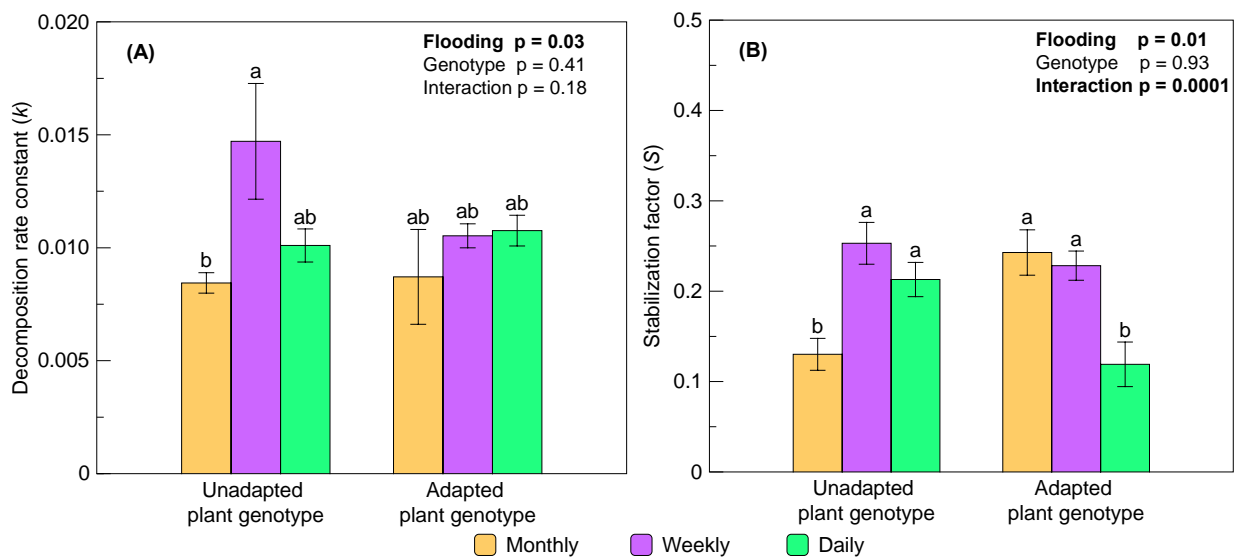 (A)
Flooding p = 0.03
Genotype p = 0.41
Interaction p = 0.18
Decomposition rate constant (k)
0.020
0.015
0.010
0.005
0
b
a
ab
ab
ab
ab
Unadapted
plant genotype
Adapted
plant genotype
(B)
Flooding p = 0.01
Genotype p = 0.93
Interaction p = 0.0001
Stabilization factor (S)
0.5
0.4
0.3
0.2
0.1
0
b
a
a
a
a
b
Unadapted
plant genotype
Adapted
plant genotype
Monthly Weekly Daily